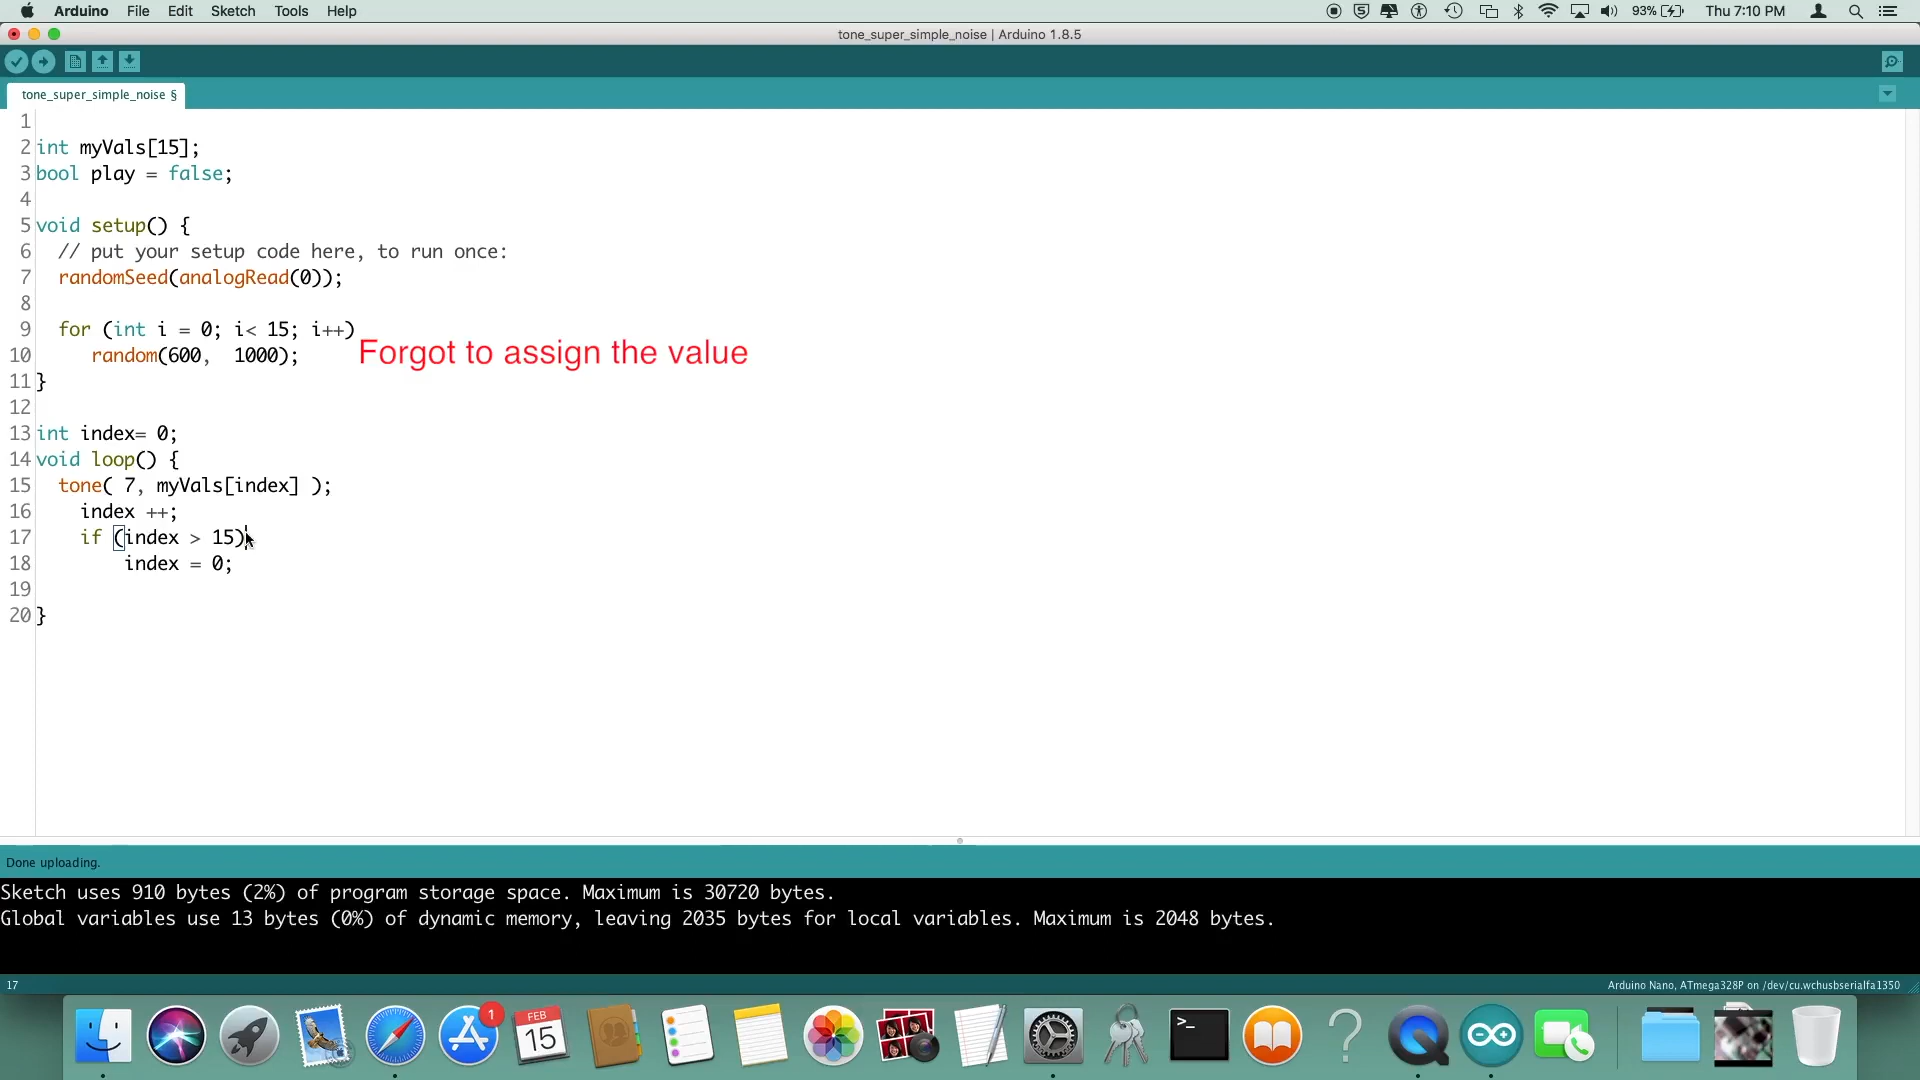 Arduino File Edit Sketch Tools Help 93% Thu 7:10 PM
tone_super_simple_noise | Arduino 1.8.5
tone_super_simple_noise §
1
2 int myVals[15];
3 bool play = false;
4
5 void setup() {
6 // put your setup code here, to run once:
7 randomSeed(analogRead(0));
8
9 for (int i = 0; i< 15; i++)
10 random(600, 1000); Forgot to assign the value
11 }
12
13 int index= 0;
14 void loop() {
15 tone( 7, myVals[index] );
16 index ++;
17 if (index > 15)
18 index = 0;
19
20 }
Done uploading.
Sketch uses 910 bytes (2%) of program storage space. Maximum is 30720 bytes.
Global variables use 13 bytes (0%) of dynamic memory, leaving 2035 bytes for local variables. Maximum is 2048 bytes.
17 Arduino Nano, ATmega328P on /dev/cu.wchusbserialfa1350
1
FEB
15
>_
?